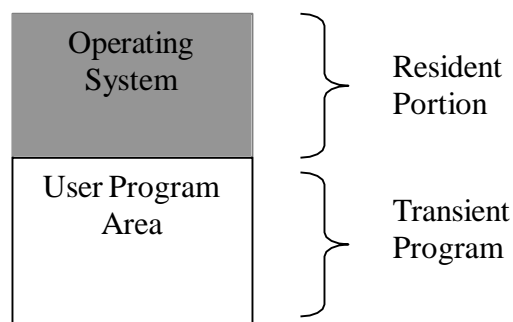 Operating
System
Resident
Portion
User Program
Area
Transient
Program